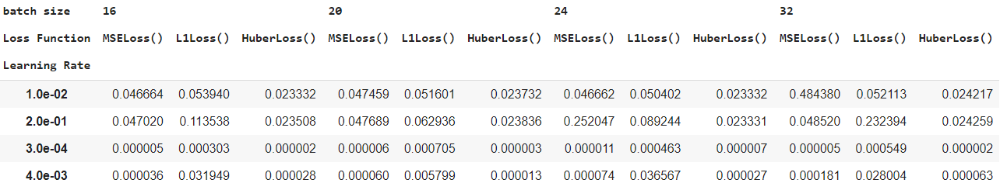 batch size 16 20 24 32
Loss Function MSELoss() L1Loss() HuberLoss() MSELoss() L1Loss() HuberLoss() MSELoss() L1Loss() HuberLoss() MSELoss() L1Loss() HuberLoss()
Learning Rate
1.0e-02 0.046664 0.053940 0.023332 0.047459 0.051601 0.023732 0.046662 0.050402 0.023332 0.484380 0.052113 0.024217
2.0e-01 0.047020 0.113538 0.023508 0.047689 0.062936 0.023836 0.252047 0.089244 0.023331 0.048520 0.232394 0.024259
3.0e-04 0.000005 0.000303 0.000002 0.000006 0.000705 0.000003 0.000011 0.000463 0.000007 0.000005 0.000549 0.000002
4.0e-03 0.000036 0.031949 0.000028 0.000060 0.005799 0.000013 0.000074 0.036567 0.000027 0.000181 0.028004 0.000063